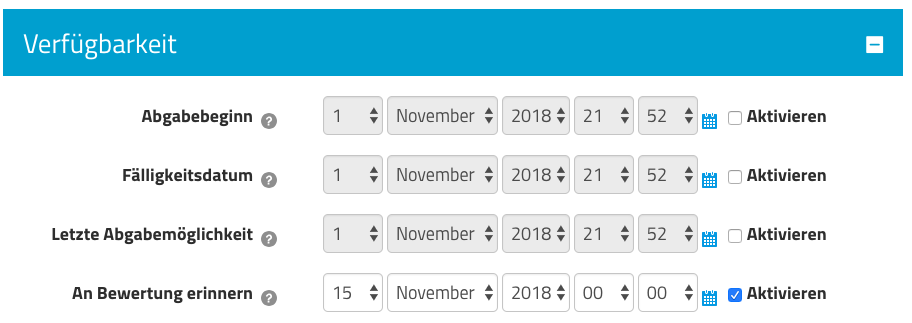 Verfügbarkeit
Abgabebeginn ? 1 November 2018 21 52 Aktivieren
Fälligkeitsdatum ? 1 November 2018 21 52 Aktivieren
Letzte Abgabemöglichkeit ? 1 November 2018 21 52 Aktivieren
An Bewertung erinnern ? 15 November 2018 00 00 Aktivieren